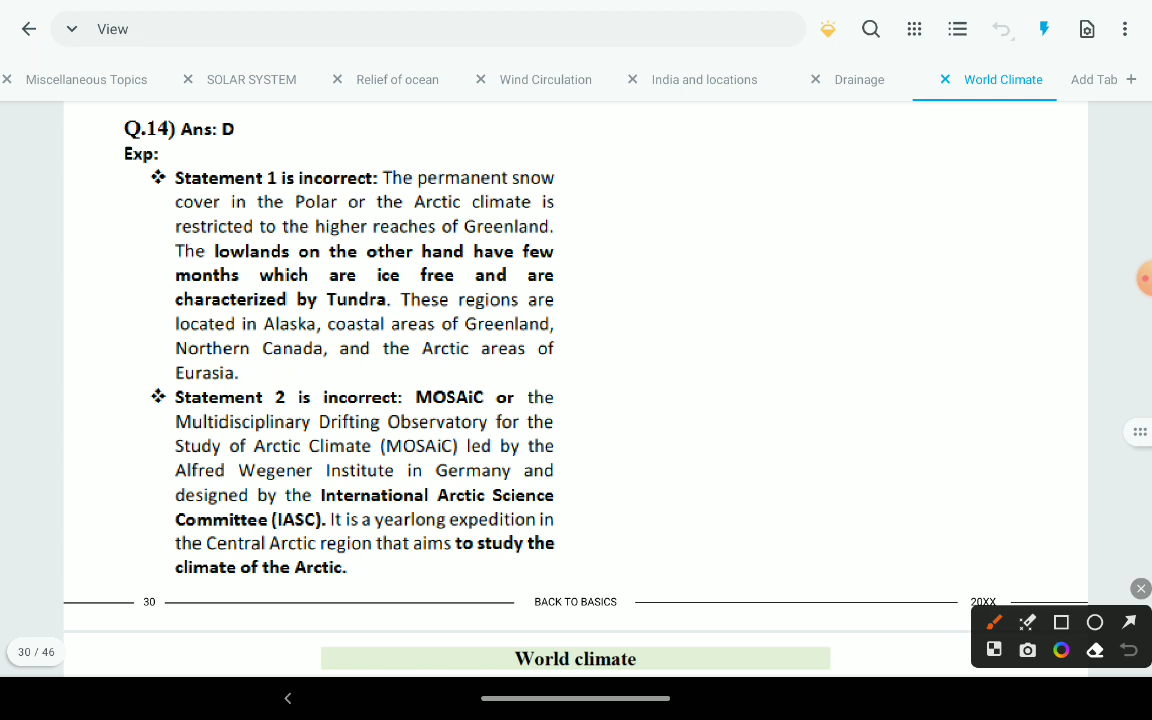 View
Miscellaneous Topics
SOLAR SYSTEM
Relief of ocean
Wind Circulation
India and locations
Drainage
World Climate
Add Tab +
Q.14) Ans: D
Exp:
❖ Statement 1 is incorrect: The permanent snow
cover in the Polar or the Arctic climate is
restricted to the higher reaches of Greenland.
The lowlands on the other hand have few
months which are ice free and are
characterized by Tundra. These regions are
located in Alaska, coastal areas of Greenland,
Northern Canada, and the Arctic areas of
Eurasia.
❖ Statement 2 is incorrect: MOSAiC or the
Multidisciplinary Drifting Observatory for the
Study of Arctic Climate (MOSAiC) led by the
Alfred Wegener Institute in Germany and
designed by the International Arctic Science
Committee (IASC). It is a yearlong expedition in
the Central Arctic region that aims to study the
climate of the Arctic.
30
BACK TO BASICS
20XX
30 / 46
World climate